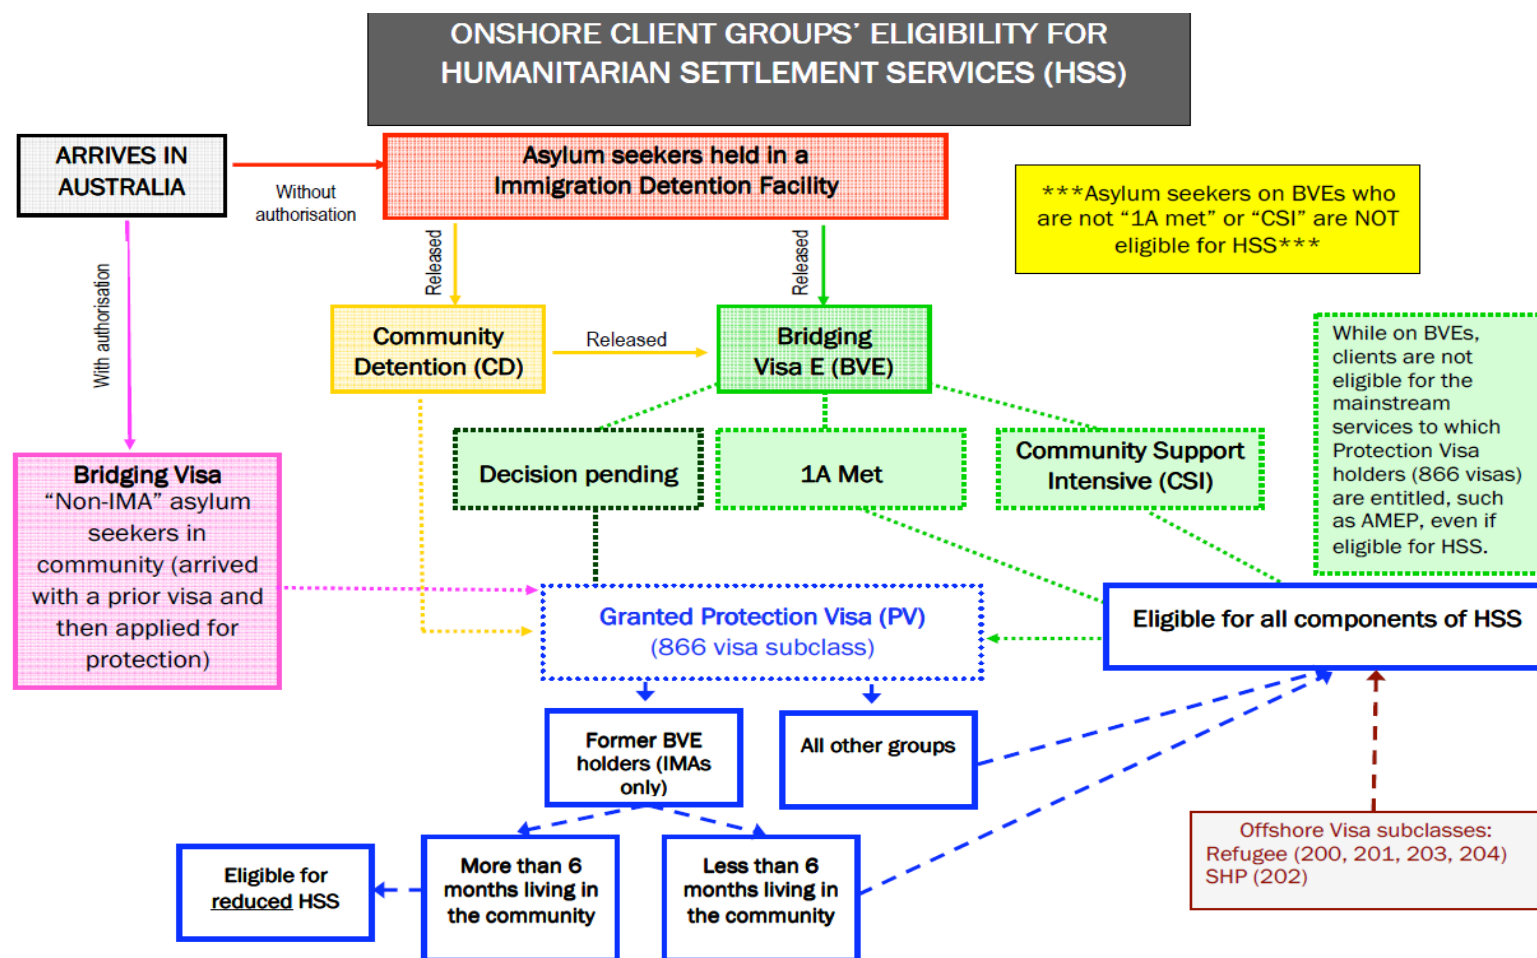 ONSHORE CLIENT GROUPS’ ELIGIBILITY FOR
HUMANITARIAN SETTLEMENT SERVICES (HSS)
ARRIVES IN
AUSTRALIA
Without
authorisation
Asylum seekers held in a
Immigration Detention Facility
***Asylum seekers on BVEs who
are not “1A met” or “CSI” are NOT
eligible for HSS***
With authorisation
Released
Released
Community
Detention (CD)
Released
Bridging
Visa E (BVE)
While on BVEs,
clients are not
eligible for the
mainstream
services to which
Protection Visa
holders (866 visas)
are entitled, such
as AMEP, even if
eligible for HSS.
Decision pending
1A Met
Community Support
Intensive (CSI)
Bridging Visa
“Non-IMA” asylum
seekers in
community (arrived
with a prior visa and
then applied for
protection)
Granted Protection Visa (PV)
(866 visa subclass)
Eligible for all components of HSS
Former BVE
holders (IMAs
only)
All other groups
Offshore Visa subclasses:
Refugee (200, 201, 203, 204)
SHP (202)
Eligible for
reduced HSS
More than 6
months living in
the community
Less than 6
months living in
the community